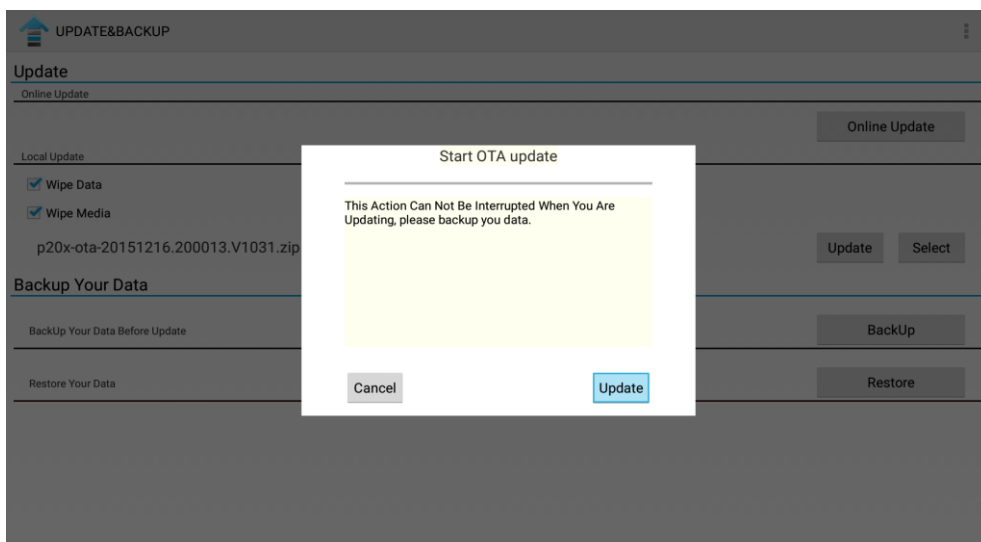 UPDATE&BACKUP
Update
Online Update
Online Update
Local Update
Wipe Data
Wipe Media
p20x-ota-20151216.200013.V1031.zip
Update
Select
Backup Your Data
BackUp Your Data Before Update
BackUp
Restore Your Data
Restore
Start OTA update
This Action Can Not Be Interrupted When You Are
Updating, please backup you data.
Cancel
Update